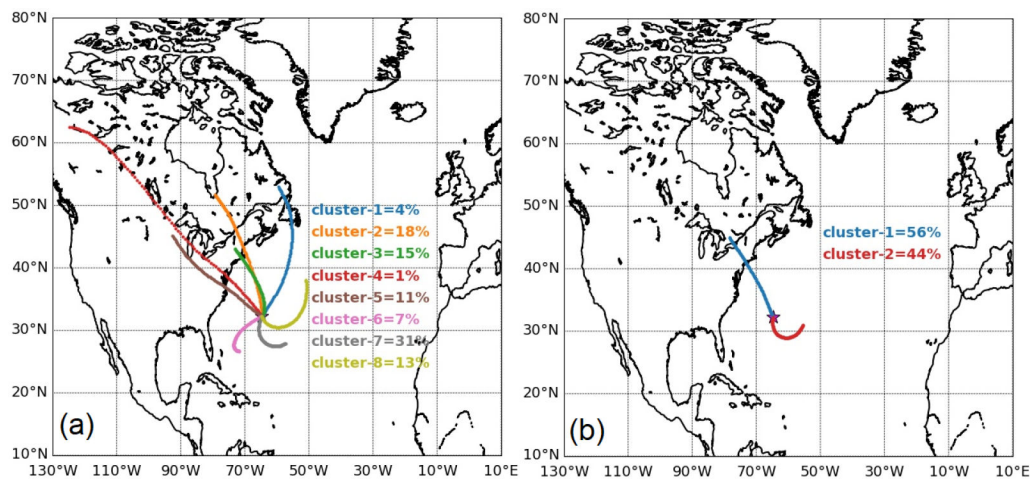 80°N
70°N
60°N
50°N
40°N
30°N
20°N
10°N
130°W 110°W 90°W 70°W 50°W 30°W 10°W 10°E
cluster-1=4%
cluster-2=18%
cluster-3=15%
cluster-4=1%
cluster-5=11%
cluster-6=7%
cluster-7=31%
cluster-8=13%
(a)
80°N
70°N
60°N
50°N
40°N
30°N
20°N
10°N
130°W 110°W 90°W 70°W 50°W 30°W 10°W 10°E
cluster-1=56%
cluster-2=44%
(b)